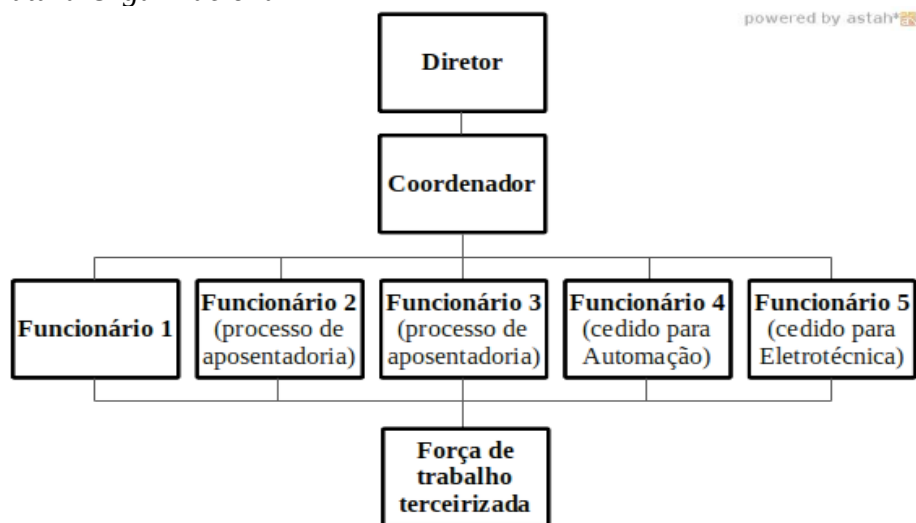 powered by astah*
Diretor
Coordenador
Funcionário 1
Funcionário 2
(processo de
aposentadoria)
Funcionário 3
(processo de
aposentadoria)
Funcionário 4
(cedido para
Automação)
Funcionário 5
(cedido para
Eletrotécnica)
Força de
trabalho
terceirizada